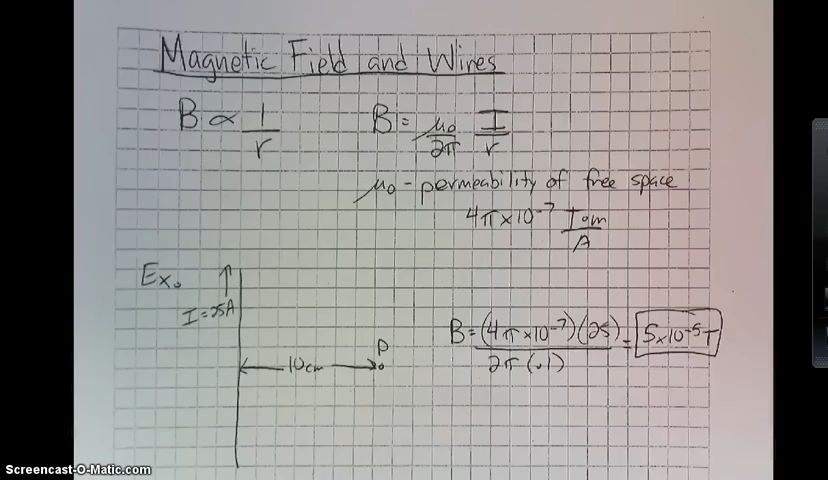 Magnetic Field and Wires
B ∝ 1/r
B = μ₀/2π I/r
μ₀ - permeability of free space
4π×10⁻⁷ T∘m/A
Ex.
I = 25A
P
10cm
B = (4π×10⁻⁷)(25)/2π(.1) = 5×10⁻⁵T
Screencast-O-Matic.com